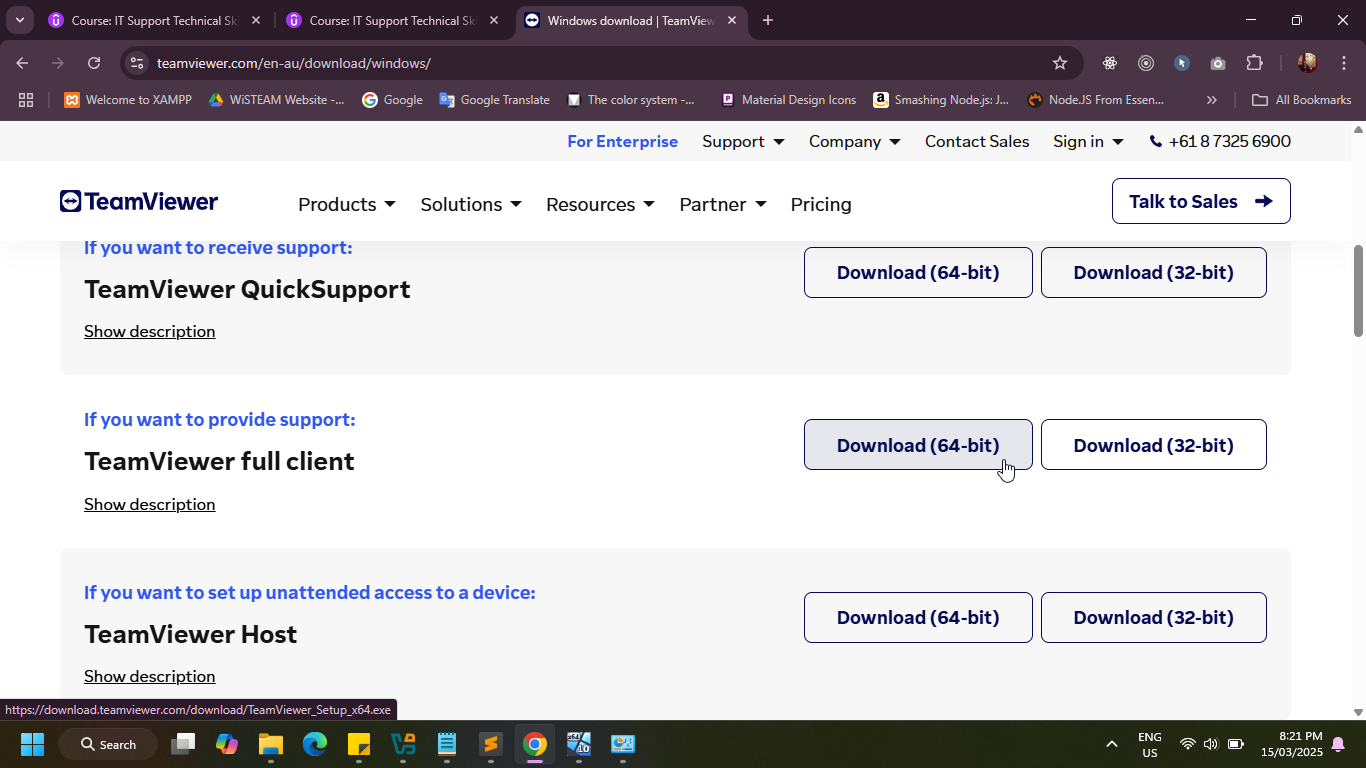 Course: IT Support Technical Sk
Course: IT Support Technical Sk
Windows download | TeamView
teamviewer.com/en-au/download/windows/
Welcome to XAMPP
WiSTEAM Website -...
Google
Google Translate
The color system -...
Material Design Icons
Smashing Node.js: J...
Node.JS From Essen...
All Bookmarks
For Enterprise
Support
Company
Contact Sales
Sign in
+61 8 7325 6900
TeamViewer
Products
Solutions
Resources
Partner
Pricing
Talk to Sales
If you want to receive support:
TeamViewer QuickSupport
Show description
Download (64-bit)
Download (32-bit)
If you want to provide support:
TeamViewer full client
Show description
Download (64-bit)
Download (32-bit)
If you want to set up unattended access to a device:
TeamViewer Host
Show description
Download (64-bit)
Download (32-bit)
https://download.teamviewer.com/download/TeamViewer_Setup_x64.exe
Search
x64
10
ENG
US
8:21 PM
15/03/2025